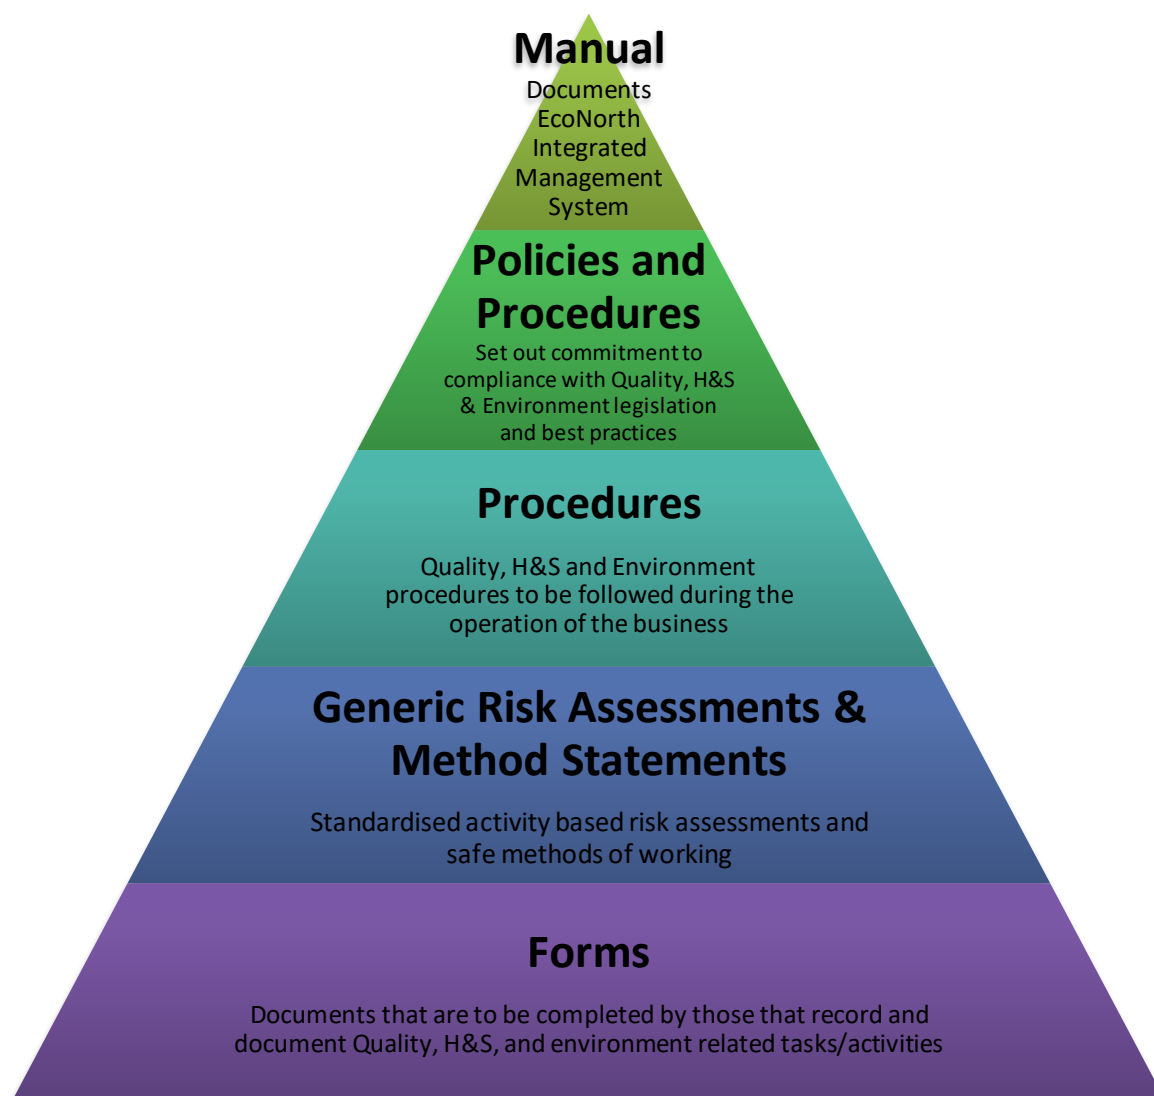 Manual
Documents
EcoNorth
Integrated
Management
System
Policies and
Procedures
Set out commitment to
compliance with Quality, H&S
& Environment legislation
and best practices
Procedures
Quality, H&S and Environment
procedures to be followed during the
operation of the business
Generic Risk Assessments &
Method Statements
Standardised activity based risk assessments and
safe methods of working
Forms
Documents that are to be completed by those that record and
document Quality, H&S, and environment related tasks/activities